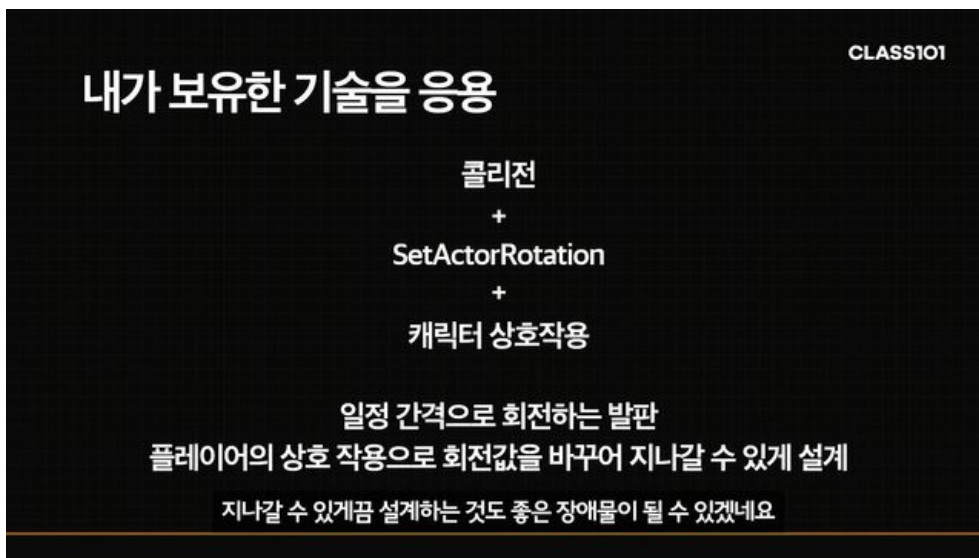 CLASS101
내가 보유한 기술을 응용
콜리전
+
SetActorRotation
+
캐릭터 상호작용
일정 간격으로 회전하는 발판
플레이어의 상호 작용으로 회전값을 바꾸어 지나갈 수 있게 설계
지나갈 수 있게끔 설계하는 것도 좋은 장애물이 될 수 있겠네요